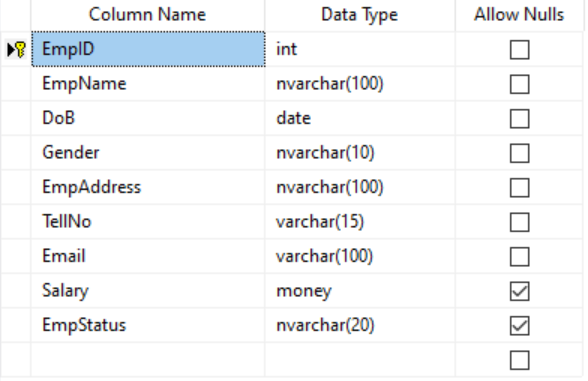 Column Name Data Type Allow Nulls
EmpID int
EmpName nvarchar(100)
DoB date
Gender nvarchar(10)
EmpAddress nvarchar(100)
TellNo varchar(15)
Email varchar(100)
Salary money
EmpStatus nvarchar(20)